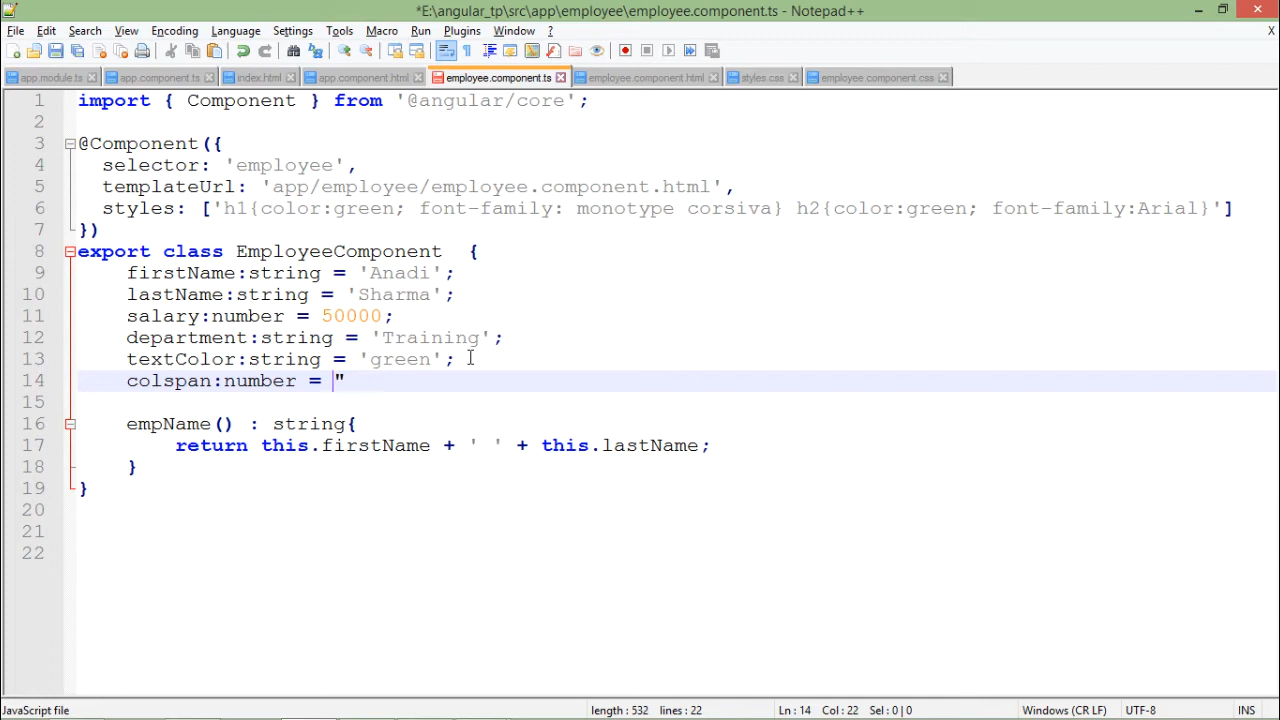 *E:\angular_tp\src\app\employee\employee.component.ts - Notepad++
File Edit Search View Encoding Language Settings Tools Macro Run Plugins Window ? X
app.module.ts app.component.ts index.html app.component.html employee.component.ts employee.component.html styles.css employee.component.css
1 import { Component } from '@angular/core';
2
3 @Component({
4 selector: 'employee',
5 templateUrl: 'app/employee/employee.component.html',
6 styles: ['h1{color:green; font-family: monotype corsiva} h2{color:green; font-family:Arial}']
7 })
8 export class EmployeeComponent {
9 firstName:string = 'Anadi';
10 lastName:string = 'Sharma';
11 salary:number = 50000;
12 department:string = 'Training';
13 textColor:string = 'green';
14 colspan:number = "
15
16 empName() : string{
17 return this.firstName + ' ' + this.lastName;
18 }
19 }
20
21
22
JavaScript file length : 532 lines : 22 Ln : 14 Col : 22 Sel : 0 | 0 Windows (CR LF) UTF-8 INS